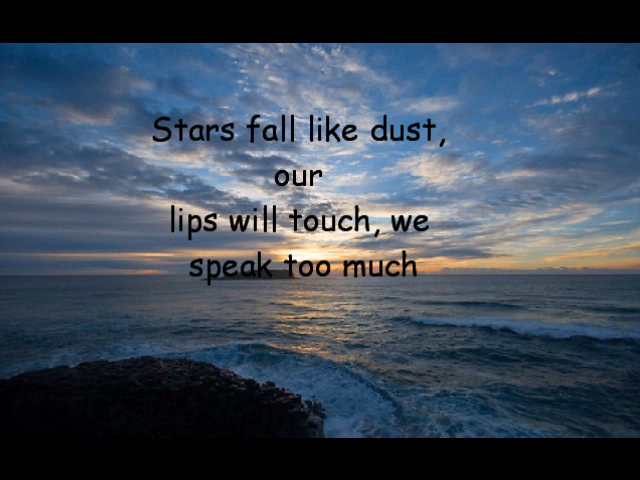 Stars fall like dust,
our
lips will touch, we
speak too much